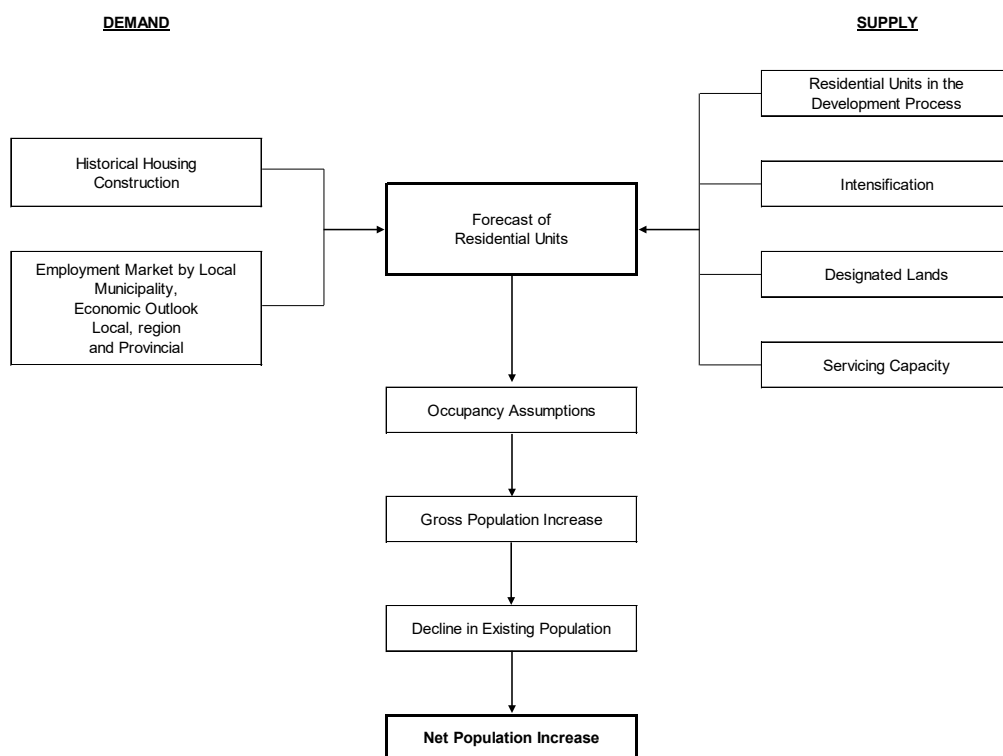 DEMAND
SUPPLY
Residential Units in the
Development Process
Historical Housing
Construction
Intensification
Forecast of
Residential Units
Employment Market by Local
Municipality,
Economic Outlook
Local, region
and Provincial
Designated Lands
Servicing Capacity
Occupancy Assumptions
Gross Population Increase
Decline in Existing Population
Net Population Increase